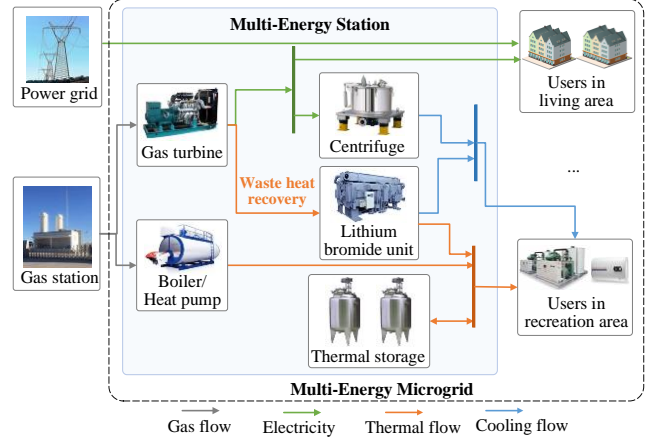 Multi-Energy Station
Power grid
Users in
living area
Gas turbine
Centrifuge
Waste heat
recovery
...
Gas station
Lithium
bromide unit
Boiler/
Heat pump
Users in
recreation area
Thermal storage
Multi-Energy Microgrid
Gas flow
Electricity
Thermal flow
Cooling flow